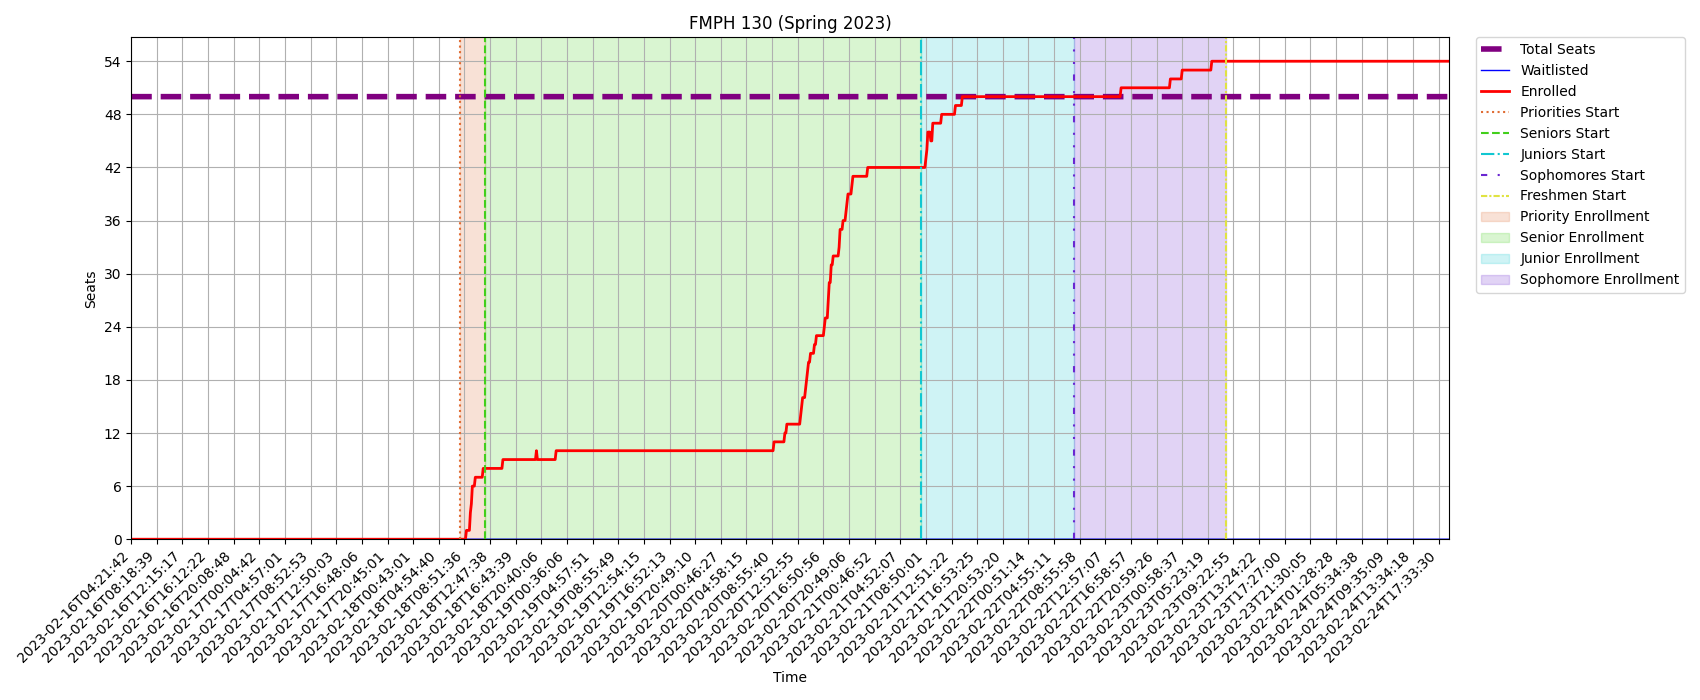 FMPH 130 (Spring 2023)
Seats
54
48
42
36
30
24
18
12
6
0
2023-02-16T04:21:42
2023-02-16T08:18:39
2023-02-16T12:15:17
2023-02-16T16:12:22
2023-02-16T20:08:48
2023-02-17T00:04:42
2023-02-17T04:57:01
2023-02-17T08:52:53
2023-02-17T12:50:03
2023-02-17T16:48:06
2023-02-17T20:45:01
2023-02-18T00:43:01
2023-02-18T04:54:40
2023-02-18T08:51:36
2023-02-18T12:47:38
2023-02-18T16:43:39
2023-02-18T20:40:06
2023-02-19T00:36:06
2023-02-19T04:57:51
2023-02-19T08:55:49
2023-02-19T12:54:15
2023-02-19T16:52:13
2023-02-19T20:49:10
2023-02-20T00:46:27
2023-02-20T04:58:15
2023-02-20T08:55:40
2023-02-20T12:52:55
2023-02-20T16:50:56
2023-02-20T20:49:06
2023-02-21T00:46:52
2023-02-21T04:52:07
2023-02-21T08:50:01
2023-02-21T12:51:22
2023-02-21T16:53:25
2023-02-21T20:53:20
2023-02-22T00:51:14
2023-02-22T04:55:11
2023-02-22T08:55:58
2023-02-22T12:57:07
2023-02-22T16:58:57
2023-02-22T20:59:26
2023-02-23T00:58:37
2023-02-23T05:23:19
2023-02-23T09:22:55
2023-02-23T13:24:22
2023-02-23T17:27:00
2023-02-23T21:30:05
2023-02-24T01:28:28
2023-02-24T05:34:38
2023-02-24T09:35:09
2023-02-24T13:34:18
2023-02-24T17:33:30
Time
Total Seats
Waitlisted
Enrolled
Priorities Start
Seniors Start
Juniors Start
Sophomores Start
Freshmen Start
Priority Enrollment
Senior Enrollment
Junior Enrollment
Sophomore Enrollment